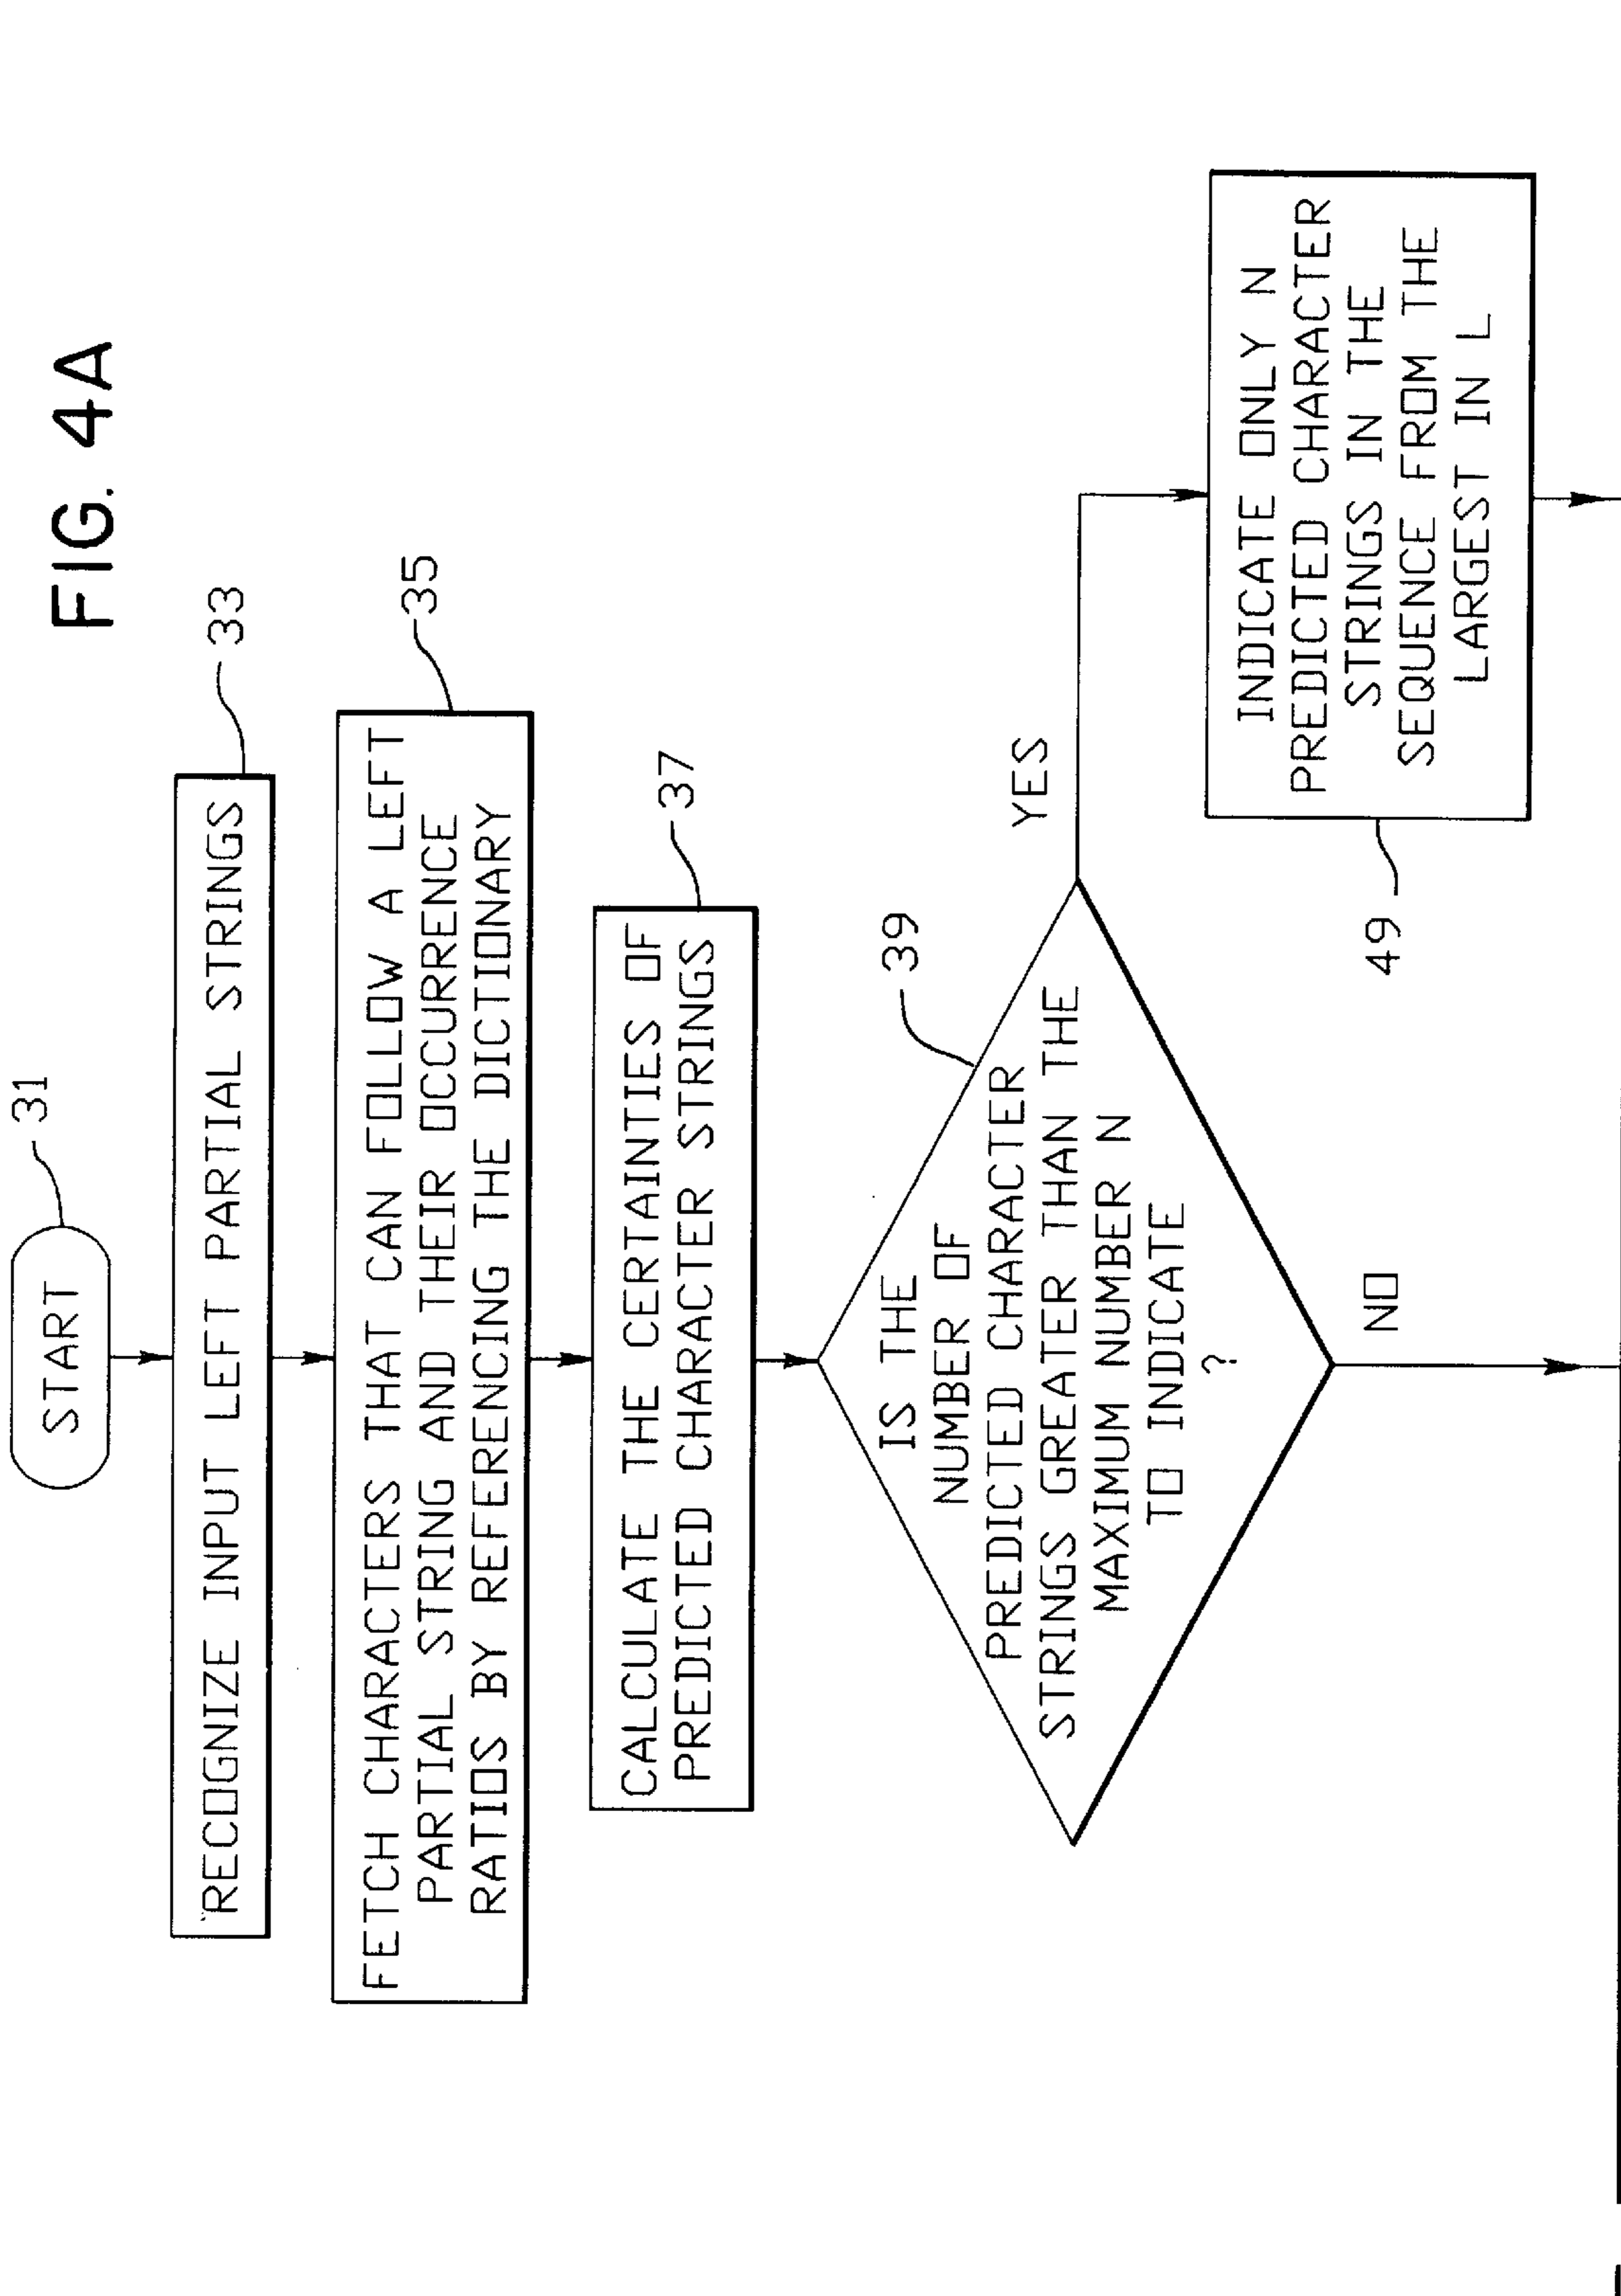 FIG. 4A
START
31
RECOGNIZE INPUT LEFT PARTIAL STRINGS
33
FETCH CHARACTERS THAT CAN FOLLOW A LEFT
PARTIAL STRING AND THEIR OCCURRENCE
RATIOS BY REFERENCING THE DICTIONARY
35
CALCULATE THE CERTAINTIES OF
PREDICTED CHARACTER STRINGS
37
IS THE
NUMBER OF
PREDICTED CHARACTER
STRINGS GREATER THAN THE
MAXIMUM NUMBER N
TO INDICATE
?
39
YES
NO
INDICATE ONLY N
PREDICTED CHARACTER
STRINGS IN THE
SEQUENCE FROM THE
LARGEST IN L
49